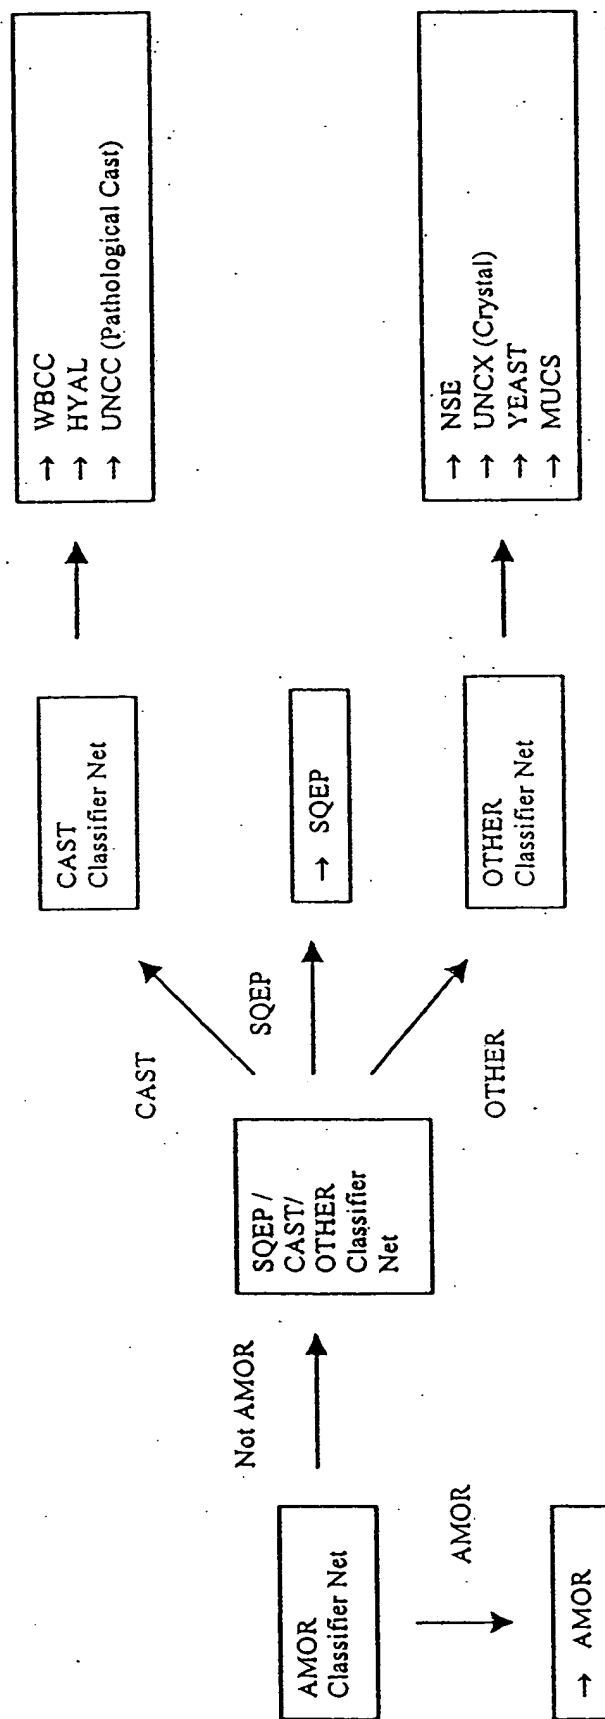 AMOR
Classifier Net
AMOR
→ AMOR
Not AMOR
SQEP /
CAST/
OTHER
Classifier
Net
CAST
SQEP
OTHER
CAST
Classifier Net
→ SQEP
OTHER
Classifier Net
→ WBCC
→ HYAL
→ UNCC (Pathological Cast)
→ NSE
→ UNCX (Crystal)
→ YEAST
→ MUCS